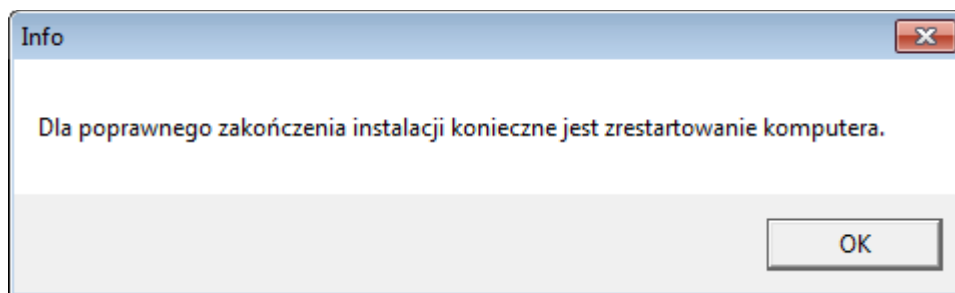 Info
Dla poprawnego zakończenia instalacji konieczne jest zrestartowanie komputera.
OK